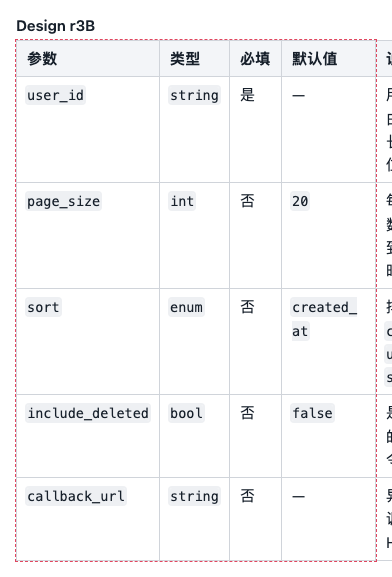 Design r3B
参数 类型 必填 默认值
user_id string 是 —
page_size int 否 20
sort enum 否 created_
at
include_deleted bool 否 false
callback_url string 否 —